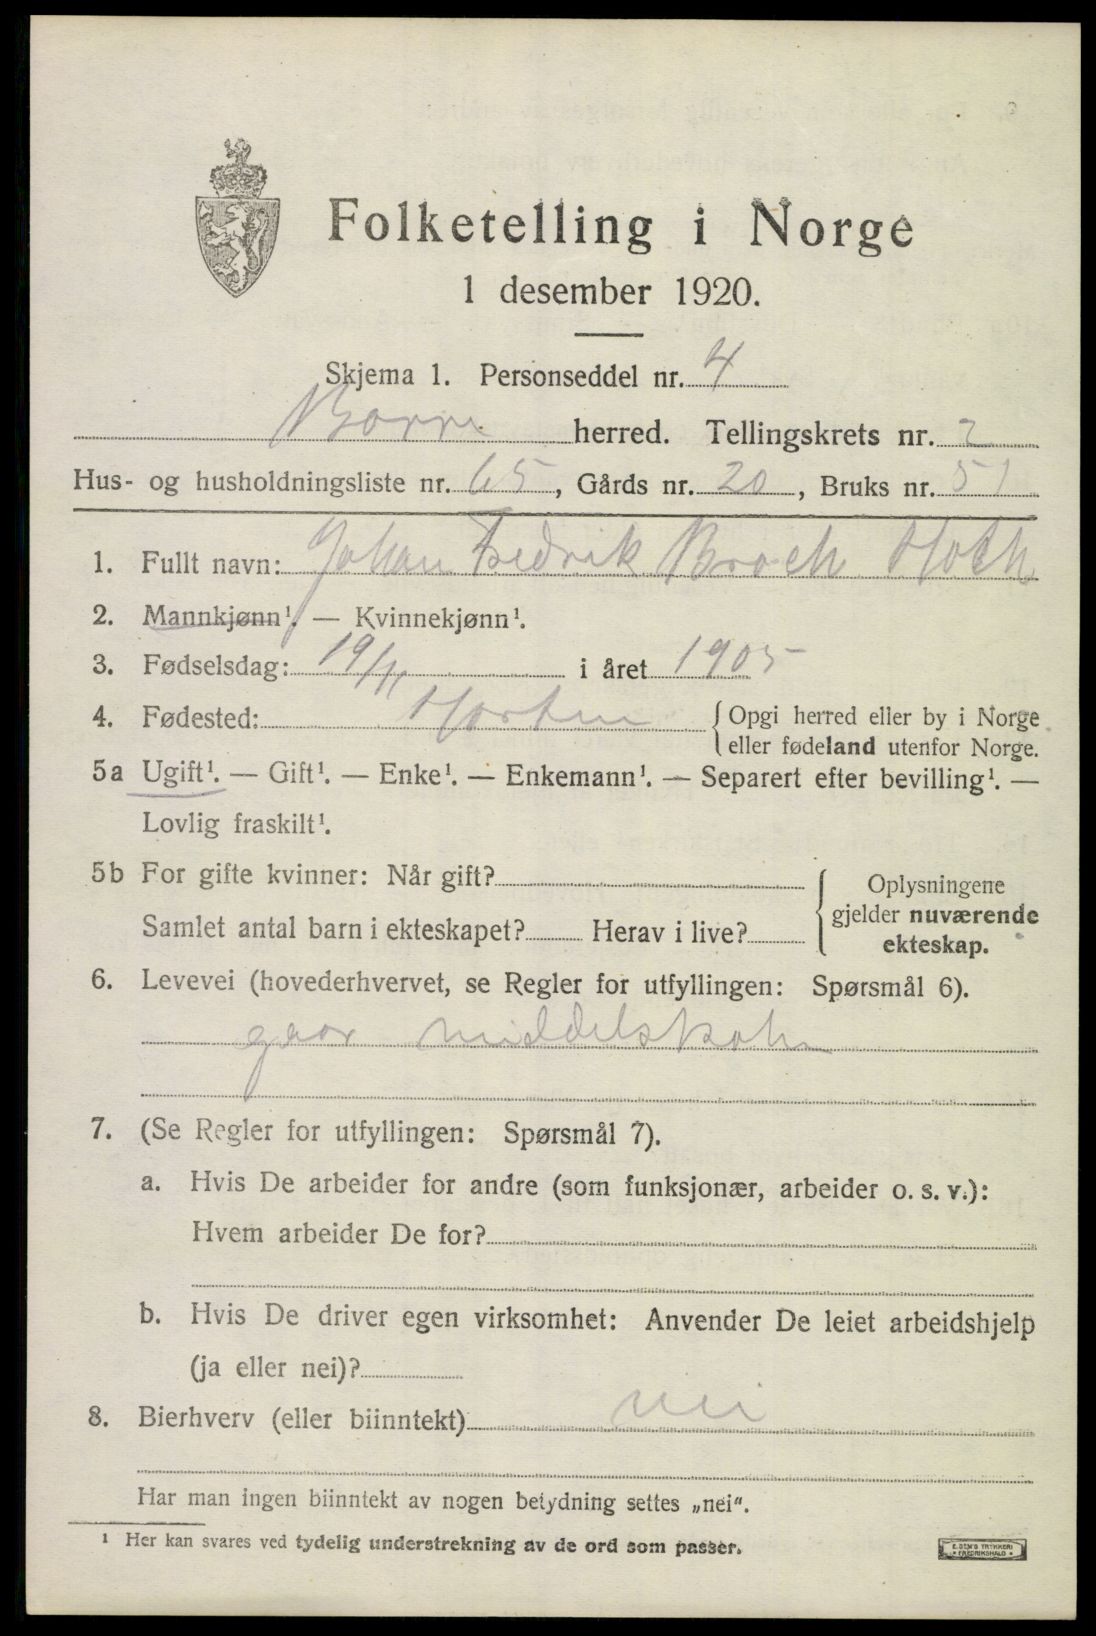 Folketelling i Norge
1 desember 1920.
Skjema 1. Personseddel nr. 4
Borre herred. Tellingskrets nr. 2
Hus- og husholdningsliste nr. 65, Gårds nr. 20, Bruks nr. 51
1. Fullt navn: Johan Fredrik Broch Hoth
2. Mannkjønn¹. — Kvinnekjønn¹.
3. Fødselsdag: 19/11 i året 1905
4. Fødested: Horten { Opgi herred eller by i Norge
eller fødeland utenfor Norge.
5a Ugift¹. — Gift¹. — Enke¹. — Enkemann¹. — Separert efter bevilling¹. —
Lovlig fraskilt¹.
5b For gifte kvinner: Når gift?
Samlet antal barn i ekteskapet? Herav i live?
{ Oplysningene
gjelder nuværende
ekteskap.
6. Levevei (hovederhvervet, se Regler for utfyllingen: Spørsmål 6).
gaar middelskole
7. (Se Regler for utfyllingen: Spørsmål 7).
a. Hvis De arbeider for andre (som funksjonær, arbeider o. s. v.):
Hvem arbeider De for?
b. Hvis De driver egen virksomhet: Anvender De leiet arbeidshjelp
(ja eller nei)?
8. Bierhverv (eller biinntekt) nei
Har man ingen biinntekt av nogen betydning settes „nei".
¹ Her kan svares ved tydelig understrekning av de ord som passer.